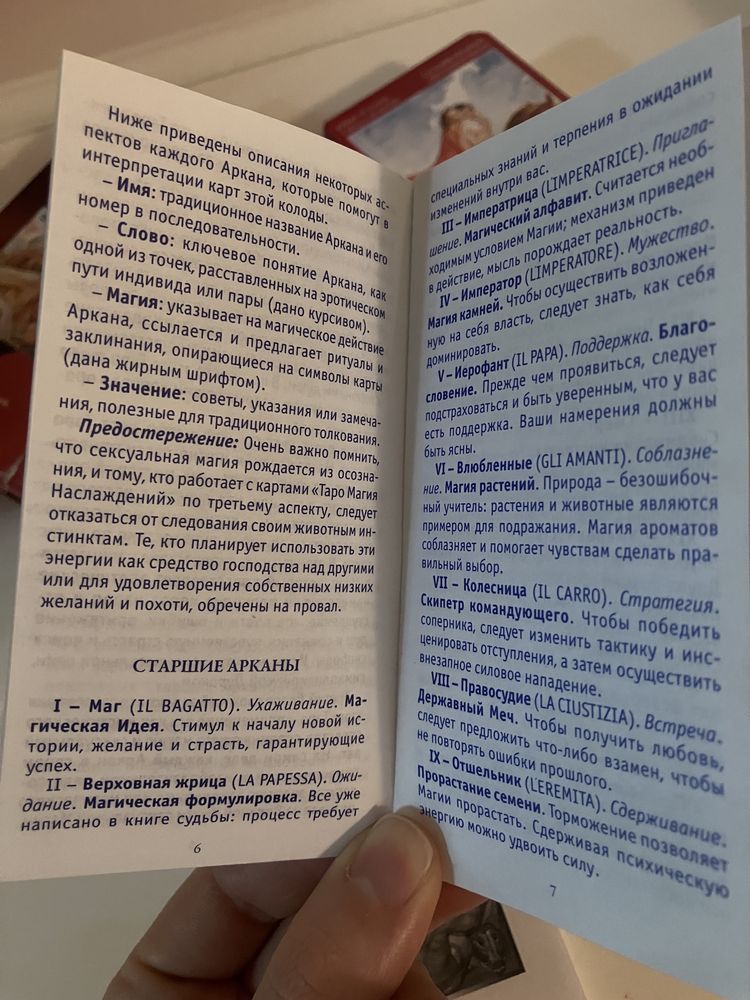 Ниже приведены описания некоторых ас-
пектов каждого Аркана, которые помогут в
интерпретации карт этой колоды.
– Имя: традиционное название Аркана и его
номер в последовательности.
– Слово: ключевое понятие Аркана, как
одной из точек, расставленных на эротическом
пути индивида или пары (дано курсивом).
– Магия: указывает на магическое действие
Аркана, ссылается и предлагает ритуалы и
заклинания, опирающиеся на символы карты
(дана жирным шрифтом).
– Значение: советы, указания или замеча-
ния, полезные для традиционного толкования.
Предостережение: Очень важно помнить,
что сексуальная магия рождается из осозна-
ния, и тому, кто работает с картами «Таро Магия
Наслаждений» по третьему аспекту, следует
отказаться от следования своим животным ин-
стинктам. Те, кто планирует использовать эти
энергии как средство господства над другими
или для удовлетворения собственных низких
желаний и похоти, обречены на провал.
СТАРШИЕ АРКАНЫ
I – Маг (IL BAGATTO). Ухаживание. Ма-
гическая Идея. Стимул к началу новой ис-
тории, желание и страсть, гарантирующие
успех.
II – Верховная жрица (LA PAPESSA). Ожи-
дание. Магическая формулировка. Все уже
написано в книге судьбы: процесс требует
6
специальных знаний и терпения в ожидании
изменений внутри вас.
III – Императрица (L'IMPERATRICE). Пригла-
шение. Магический алфавит. Считается необ-
ходимым условием Магии; механизм приведен
в действие, мысль порождает реальность.
IV – Император (L'IMPERATORE). Мужество.
Магия камней. Чтобы осуществить возложен-
ную на себя власть, следует знать, как себя
доминировать.
V – Иерофант (IL PAPA). Поддержка. Благо-
словение. Прежде чем проявиться, следует
подстраховаться и быть уверенным, что у вас
есть поддержка. Ваши намерения должны
быть ясны.
VI – Влюбленные (GLI AMANTI). Соблазне-
ние. Магия растений. Природа – безошибоч-
ный учитель: растения и животные являются
примером для подражания. Магия ароматов
соблазняет и помогает чувствам сделать пра-
вильный выбор.
VII – Колесница (IL CARRO). Стратегия.
Скипетр командующего. Чтобы победить
соперника, следует изменить тактику и инс-
ценировать отступления, а затем осуществить
внезапное силовое нападение.
VIII – Правосудие (LA CIUSTIZIA). Встреча.
Державный Меч. Чтобы получить любовь,
следует предложить что-либо взамен, чтобы
не повторять ошибки прошлого.
IX – Отшельник (L'EREMITA). Сдерживание.
Прорастание семени. Торможение позволяет
Магии прорастать. Сдерживая психическую
энергию можно удвоить силу.
7